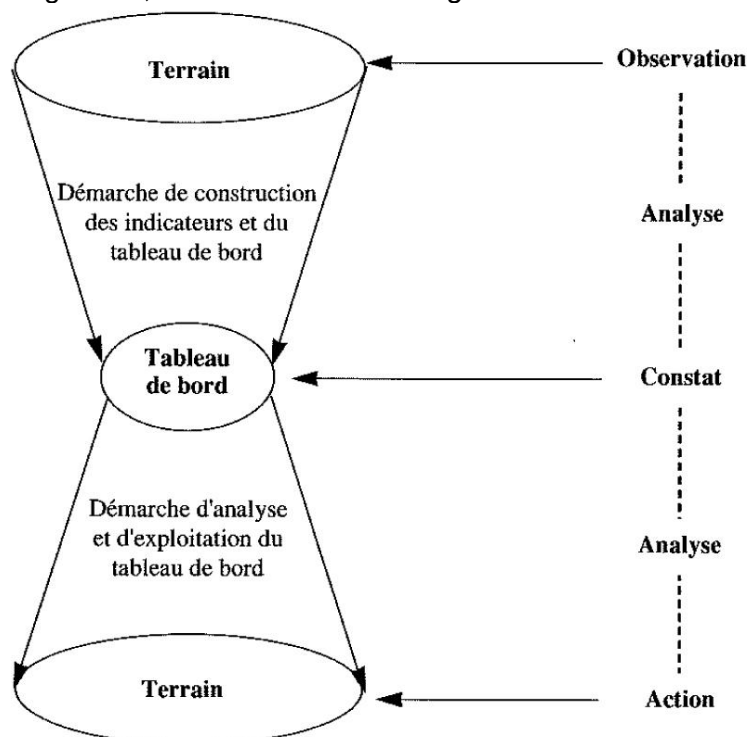 Terrain
Observation
Démarche de construction
des indicateurs et du
tableau de bord
Analyse
Tableau
de bord
Constat
Démarche d'analyse
et d'exploitation du
tableau de bord
Analyse
Terrain
Action